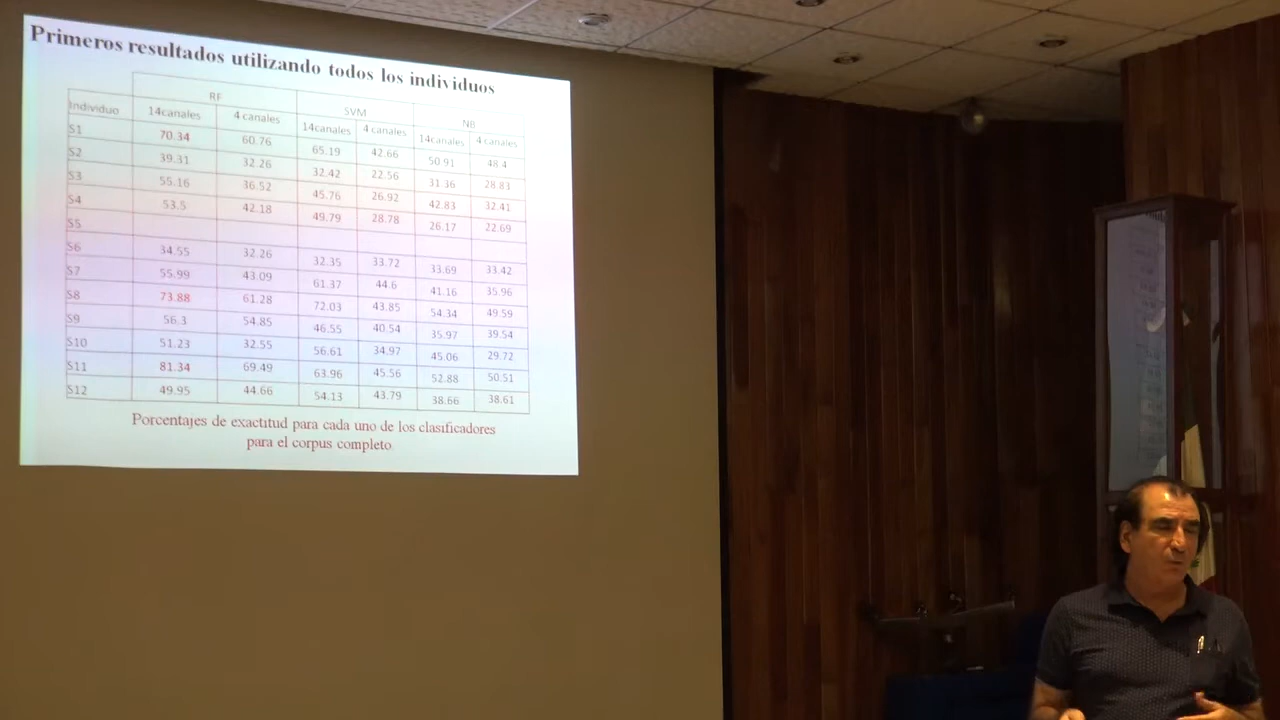 Primeros resultados utilizando todos los individuos
RF SVM NB
Individuo 14canales 4 canales 14canales 4 canales 14canales 4 canales
S1 70.34 60.76 65.19 42.66 50.91 48.4
S2 39.31 32.26 32.42 22.56 31.36 28.83
S3 55.16 36.52 45.76 26.92 42.83 32.41
S4 53.5 42.18 49.79 28.78 26.17 22.69
S5
S6 34.55 32.26 32.35 33.72 33.69 33.42
S7 55.99 43.09 61.37 44.6 41.16 35.96
S8 73.88 61.28 72.03 43.85 54.34 49.59
S9 56.3 54.85 46.55 40.54 35.97 39.54
S10 51.23 32.55 56.61 34.97 45.06 29.72
S11 81.34 69.49 63.96 45.56 52.88 50.51
S12 49.95 44.66 54.13 43.79 38.66 38.61
Porcentajes de exactitud para cada uno de los clasificadores
para el corpus completo